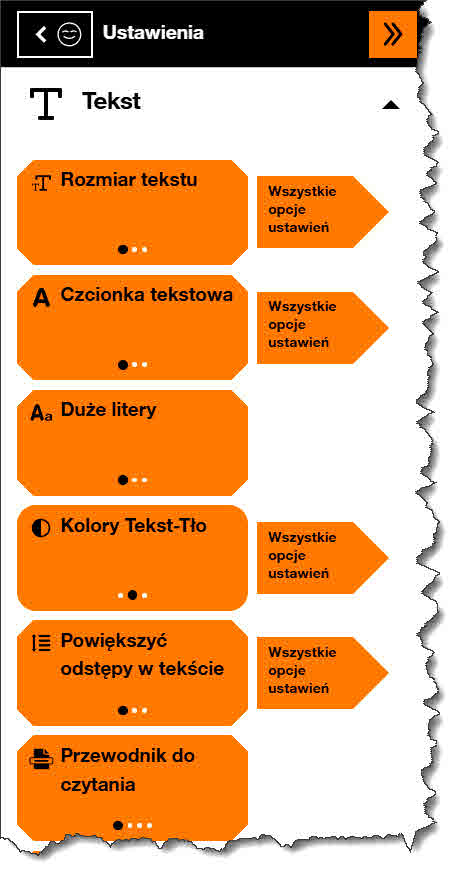 Ustawienia
Tekst
Rozmiar tekstu
Wszystkie
opcje
ustawień
Czcionka tekstowa
Wszystkie
opcje
ustawień
Duże litery
Kolory Tekst-Tło
Wszystkie
opcje
ustawień
Powiększyć
odstępy w tekście
Wszystkie
opcje
ustawień
Przewodnik do
czytania